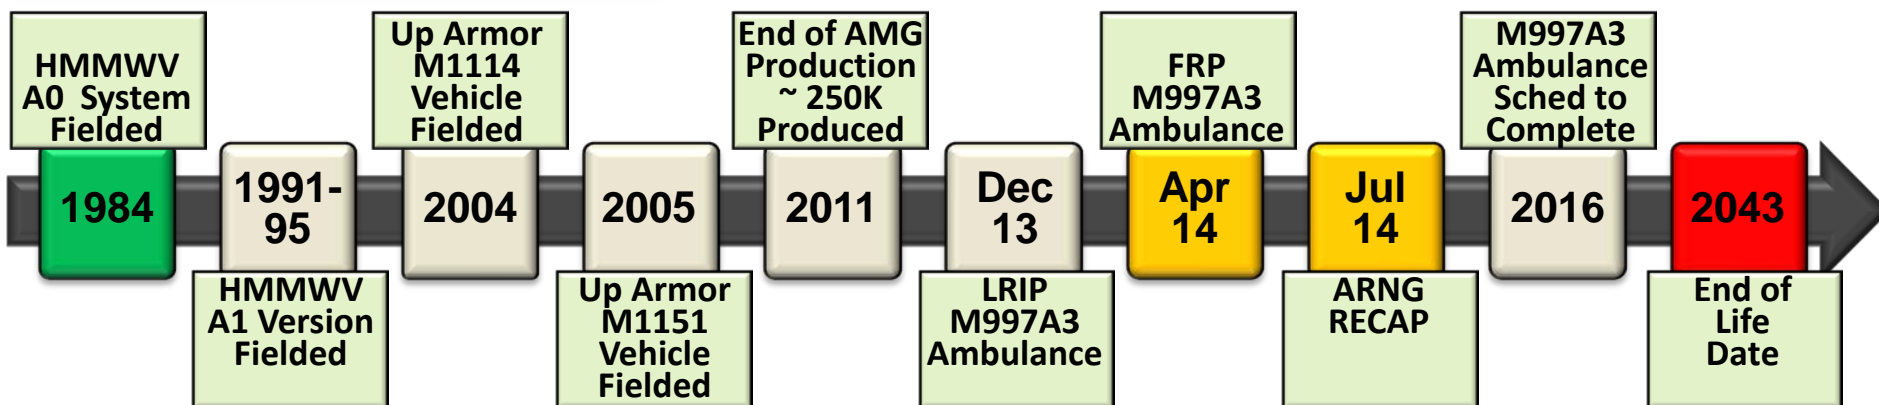 HMMWV
A0 System
Fielded
1984
1991-
95
HMMWV
A1 Version
Fielded
Up Armor
M1114
Vehicle
Fielded
2004
2005
Up Armor
M1151
Vehicle
Fielded
End of AMG
Production
~ 250K
Produced
2011
Dec
13
LRIP
M997A3
Ambulance
FRP
M997A3
Ambulance
Apr
14
Jul
14
ARNG
RECAP
M997A3
Ambulance
Sched to
Complete
2016
2043
End of
Life
Date